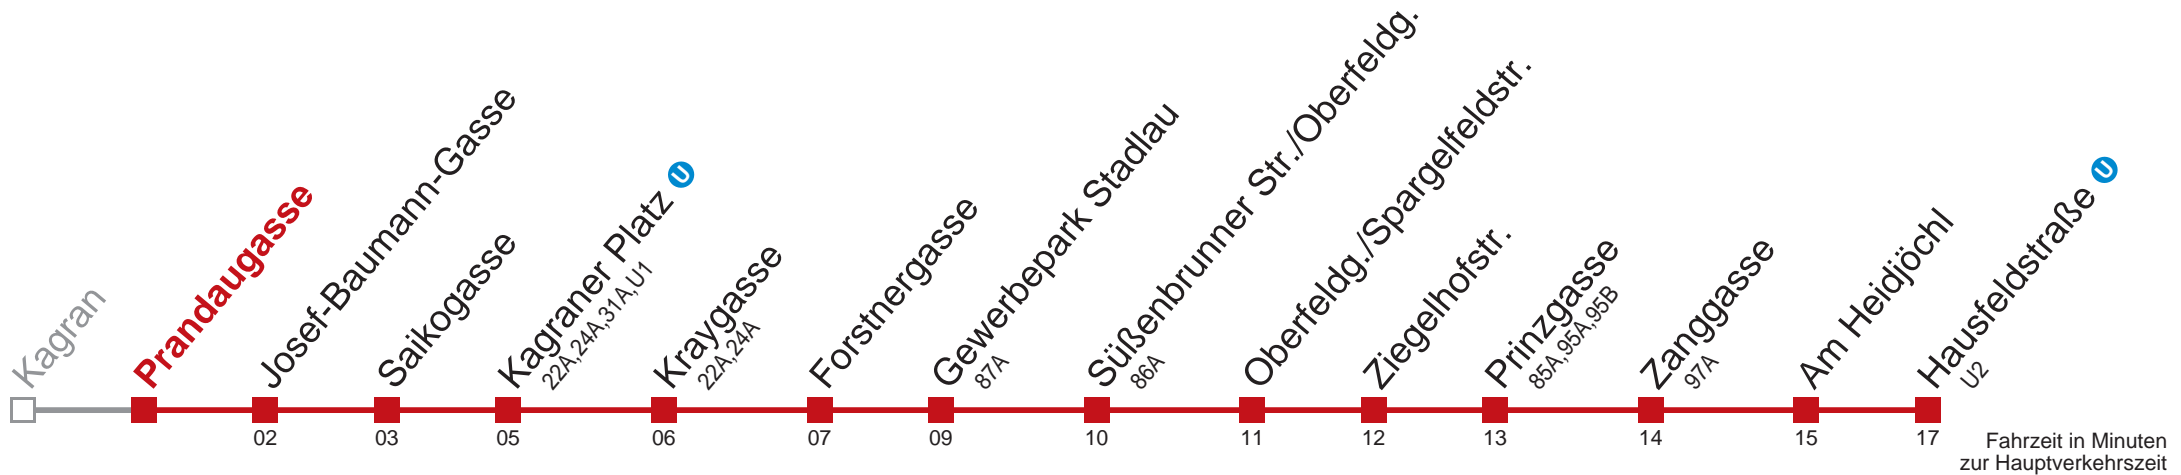 Kagran
Prandaugasse
Josef-Baumann-Gasse
02
Saikogasse
03
Kagraner Platz U
22A,24A,31A,U1
05
Kraygasse
22A,24A
06
Forstnergasse
07
Gewerbepark Stadlau
87A
09
Süßenbrunner Str./Oberfeldg.
86A
10
Oberfeldg./Spargelfeldstr.
11
Ziegelhofstr.
12
Prinzgasse
85A,95A,95B
13
Zanggasse
97A
14
Am Heidjöchl
15
Hausfeldstraße U
U2
17
Fahrzeit in Minuten
zur Hauptverkehrszeit